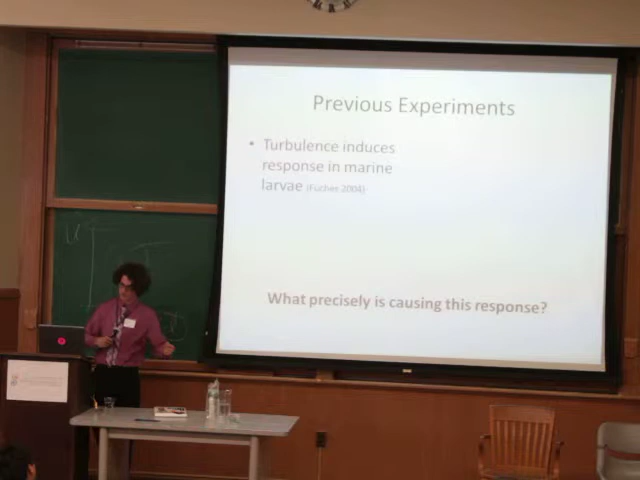 Previous Experiments
• Turbulence induces
response in marine
larvae (Fuchs 2004)
What precisely is causing this response?